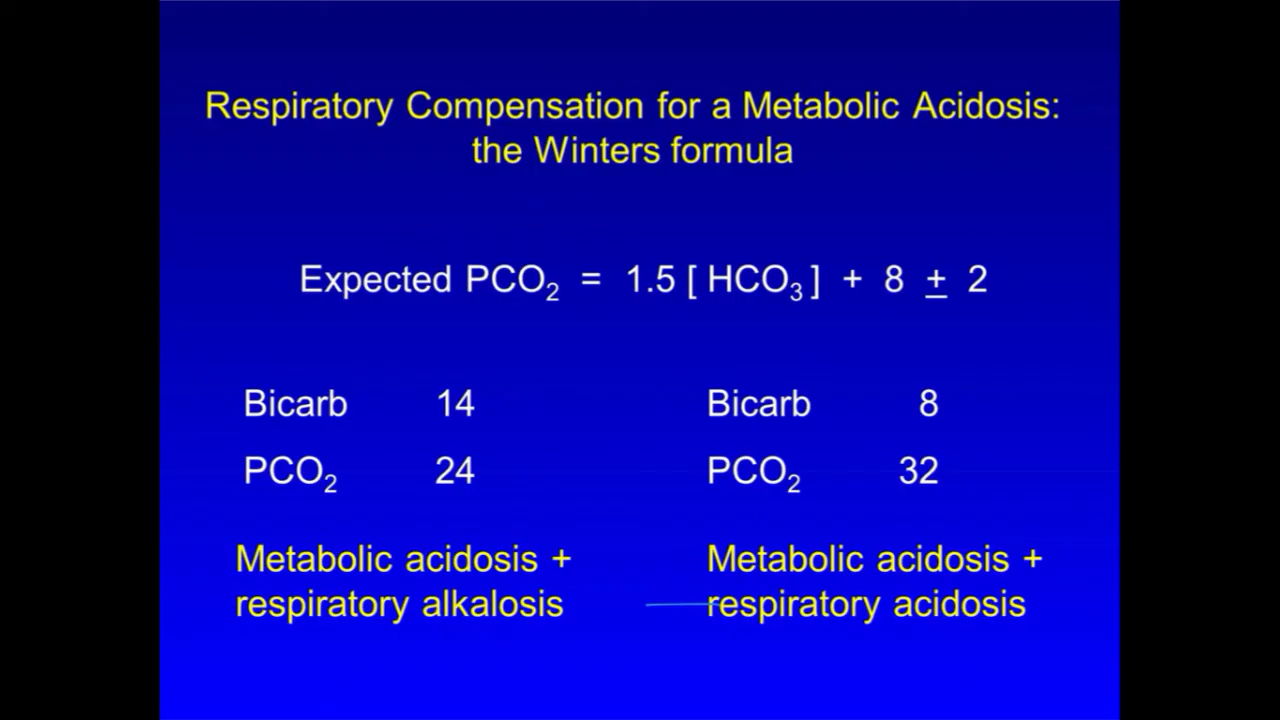 Respiratory Compensation for a Metabolic Acidosis:
the Winters formula
Expected PCO₂ = 1.5 [ HCO₃ ] + 8 ± 2
Bicarb 14
PCO₂ 24
Metabolic acidosis +
respiratory alkalosis
Bicarb 8
PCO₂ 32
Metabolic acidosis +
respiratory acidosis